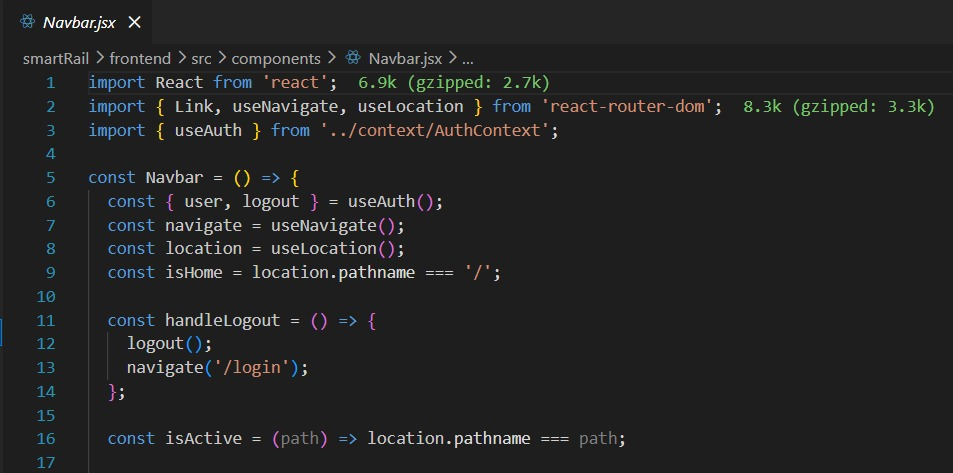 Navbar.jsx ×
smartRail > frontend > src > components > Navbar.jsx > ...
1 import React from 'react'; 6.9k (gzipped: 2.7k)
2 import { Link, useNavigate, useLocation } from 'react-router-dom'; 8.3k (gzipped: 3.3k)
3 import { useAuth } from '../context/AuthContext';
4
5 const Navbar = () => {
6   const { user, logout } = useAuth();
7   const navigate = useNavigate();
8   const location = useLocation();
9   const isHome = location.pathname === '/';
10
11   const handleLogout = () => {
12     logout();
13     navigate('/login');
14   };
15
16   const isActive = (path) => location.pathname === path;
17